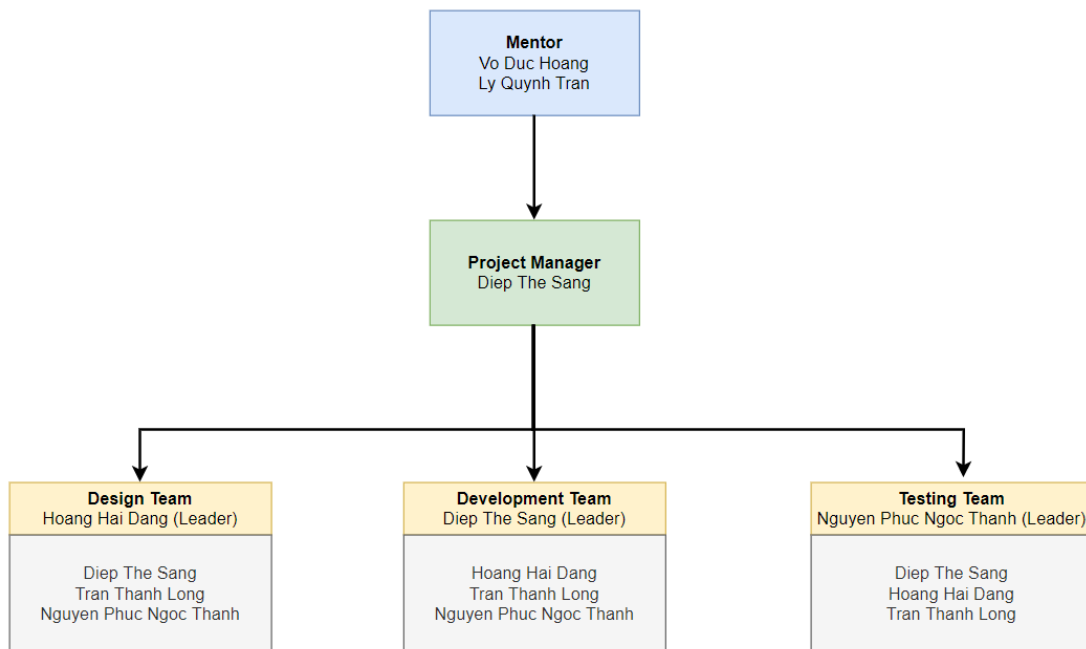 Mentor
Vo Duc Hoang
Ly Quynh Tran
Project Manager
Diep The Sang
Design Team
Hoang Hai Dang (Leader)
Diep The Sang
Tran Thanh Long
Nguyen Phuc Ngoc Thanh
Development Team
Diep The Sang (Leader)
Hoang Hai Dang
Tran Thanh Long
Nguyen Phuc Ngoc Thanh
Testing Team
Nguyen Phuc Ngoc Thanh (Leader)
Diep The Sang
Hoang Hai Dang
Tran Thanh Long